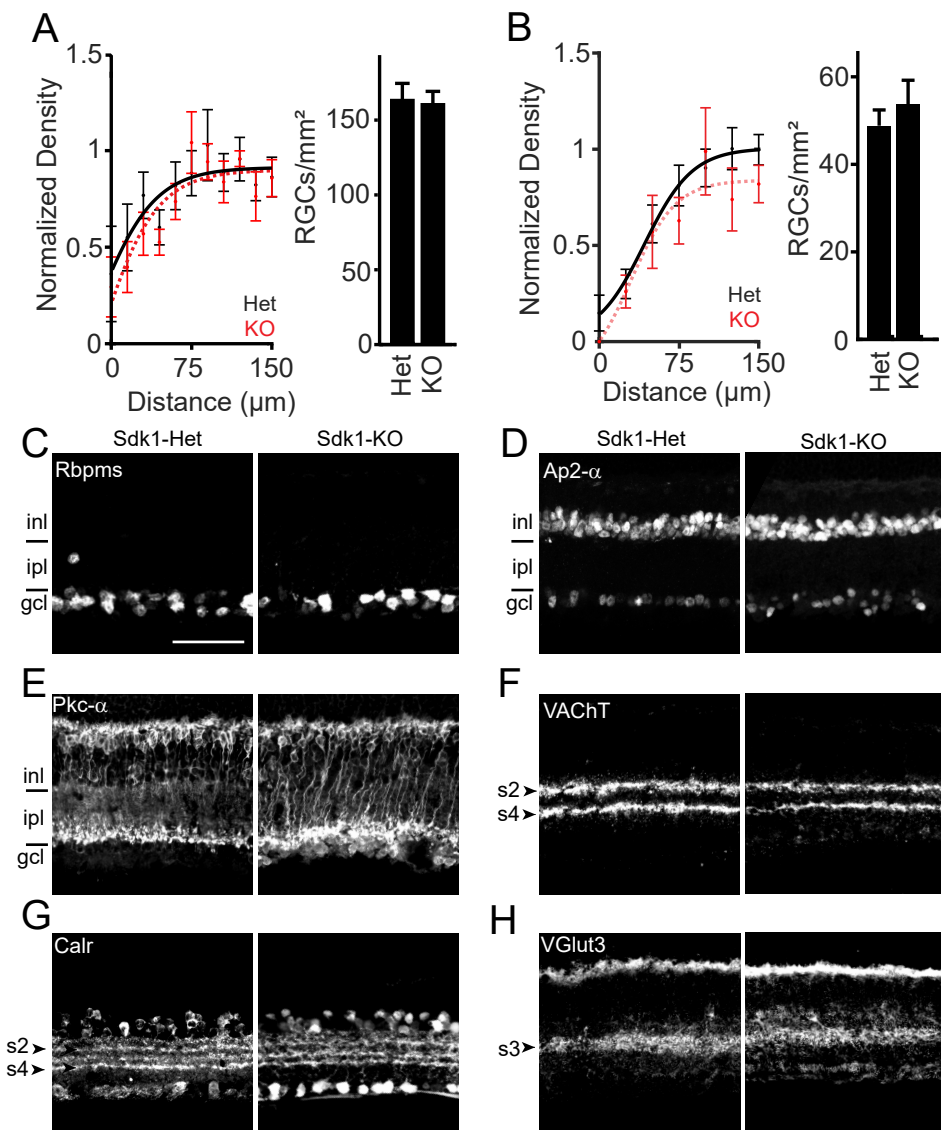 A
1.5
1
0.5
0
Normalized Density
0
75
150
Distance (µm)
Het
KO
150
100
50
0
RGCs/mm²
Het
KO
B
1.5
1
0.5
0
Normalized Density
0
75
150
Distance (µm)
Het
KO
60
40
20
0
RGCs/mm²
Het
KO
C
Sdk1-Het
Sdk1-KO
Rbpms
inl
ipl
gcl
D
Sdk1-Het
Sdk1-KO
Ap2-α
inl
ipl
gcl
E
Pkc-α
inl
ipl
gcl
F
VAChT
s2
s4
G
Calr
s2
s4
H
VGlut3
s3